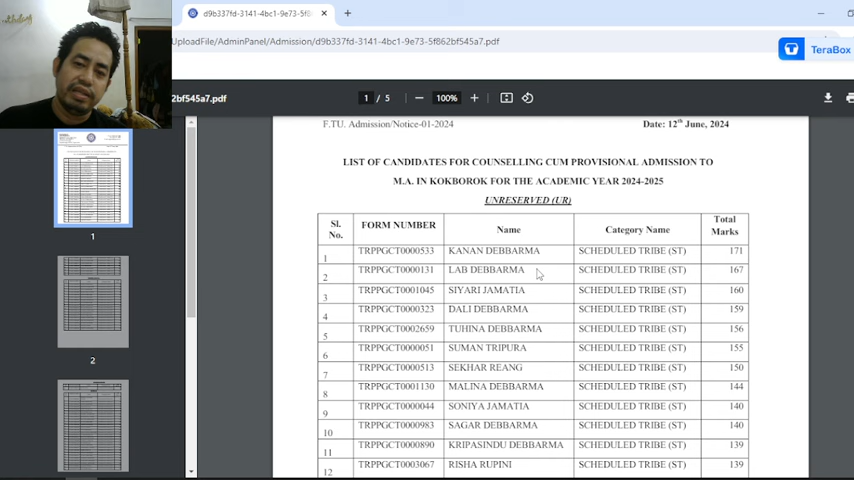 d9b337fd-3141-4bc1-9e73-5f8
UploadFile/AdminPanel/Admission/d9b337fd-3141-4bc1-9e73-5f862bf545a7.pdf
TeraBox
2bf545a7.pdf
1 / 5
100%
F.TU. Admission/Notice-01-2024 Date: 12th June, 2024
LIST OF CANDIDATES FOR COUNSELLING CUM PROVISIONAL ADMISSION TO
M.A. IN KOKBOROK FOR THE ACADEMIC YEAR 2024-2025
UNRESERVED (UR)
Sl. No. FORM NUMBER Name Category Name Total Marks
1 TRPPGCT0000533 KANAN DEBBARMA SCHEDULED TRIBE (ST) 171
2 TRPPGCT0000131 LAB DEBBARMA SCHEDULED TRIBE (ST) 167
3 TRPPGCT0001045 SIYARI JAMATIA SCHEDULED TRIBE (ST) 160
4 TRPPGCT0000323 DALI DEBBARMA SCHEDULED TRIBE (ST) 159
5 TRPPGCT0002659 TUHINA DEBBARMA SCHEDULED TRIBE (ST) 156
6 TRPPGCT0000051 SUMAN TRIPURA SCHEDULED TRIBE (ST) 155
7 TRPPGCT0000513 SEKHAR REANG SCHEDULED TRIBE (ST) 150
8 TRPPGCT0001130 MALINA DEBBARMA SCHEDULED TRIBE (ST) 144
9 TRPPGCT0000044 SONIYA JAMATIA SCHEDULED TRIBE (ST) 140
10 TRPPGCT0000983 SAGAR DEBBARMA SCHEDULED TRIBE (ST) 140
11 TRPPGCT0000890 KRIPASINDU DEBBARMA SCHEDULED TRIBE (ST) 139
12 TRPPGCT0003067 RISHA RUPINI SCHEDULED TRIBE (ST) 139
1
2